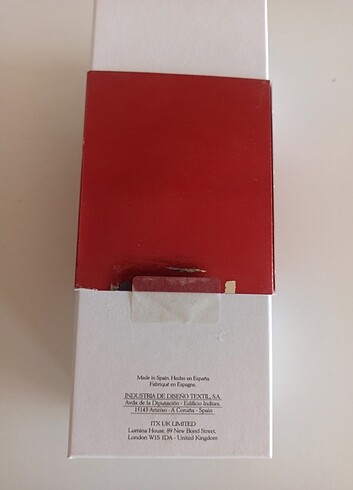 Made in Spain. Hecho en España.
Fabriqué en Espagne.
INDUSTRIA DE DISEÑO TEXTIL, S.A.
Avda de la Diputación - Edificio Inditex
15143 Arteixo - A Coruña - Spain
ITX UK LIMITED
Lumina House, 89 New Bond Street,
London W1S 1DA - United Kingdom